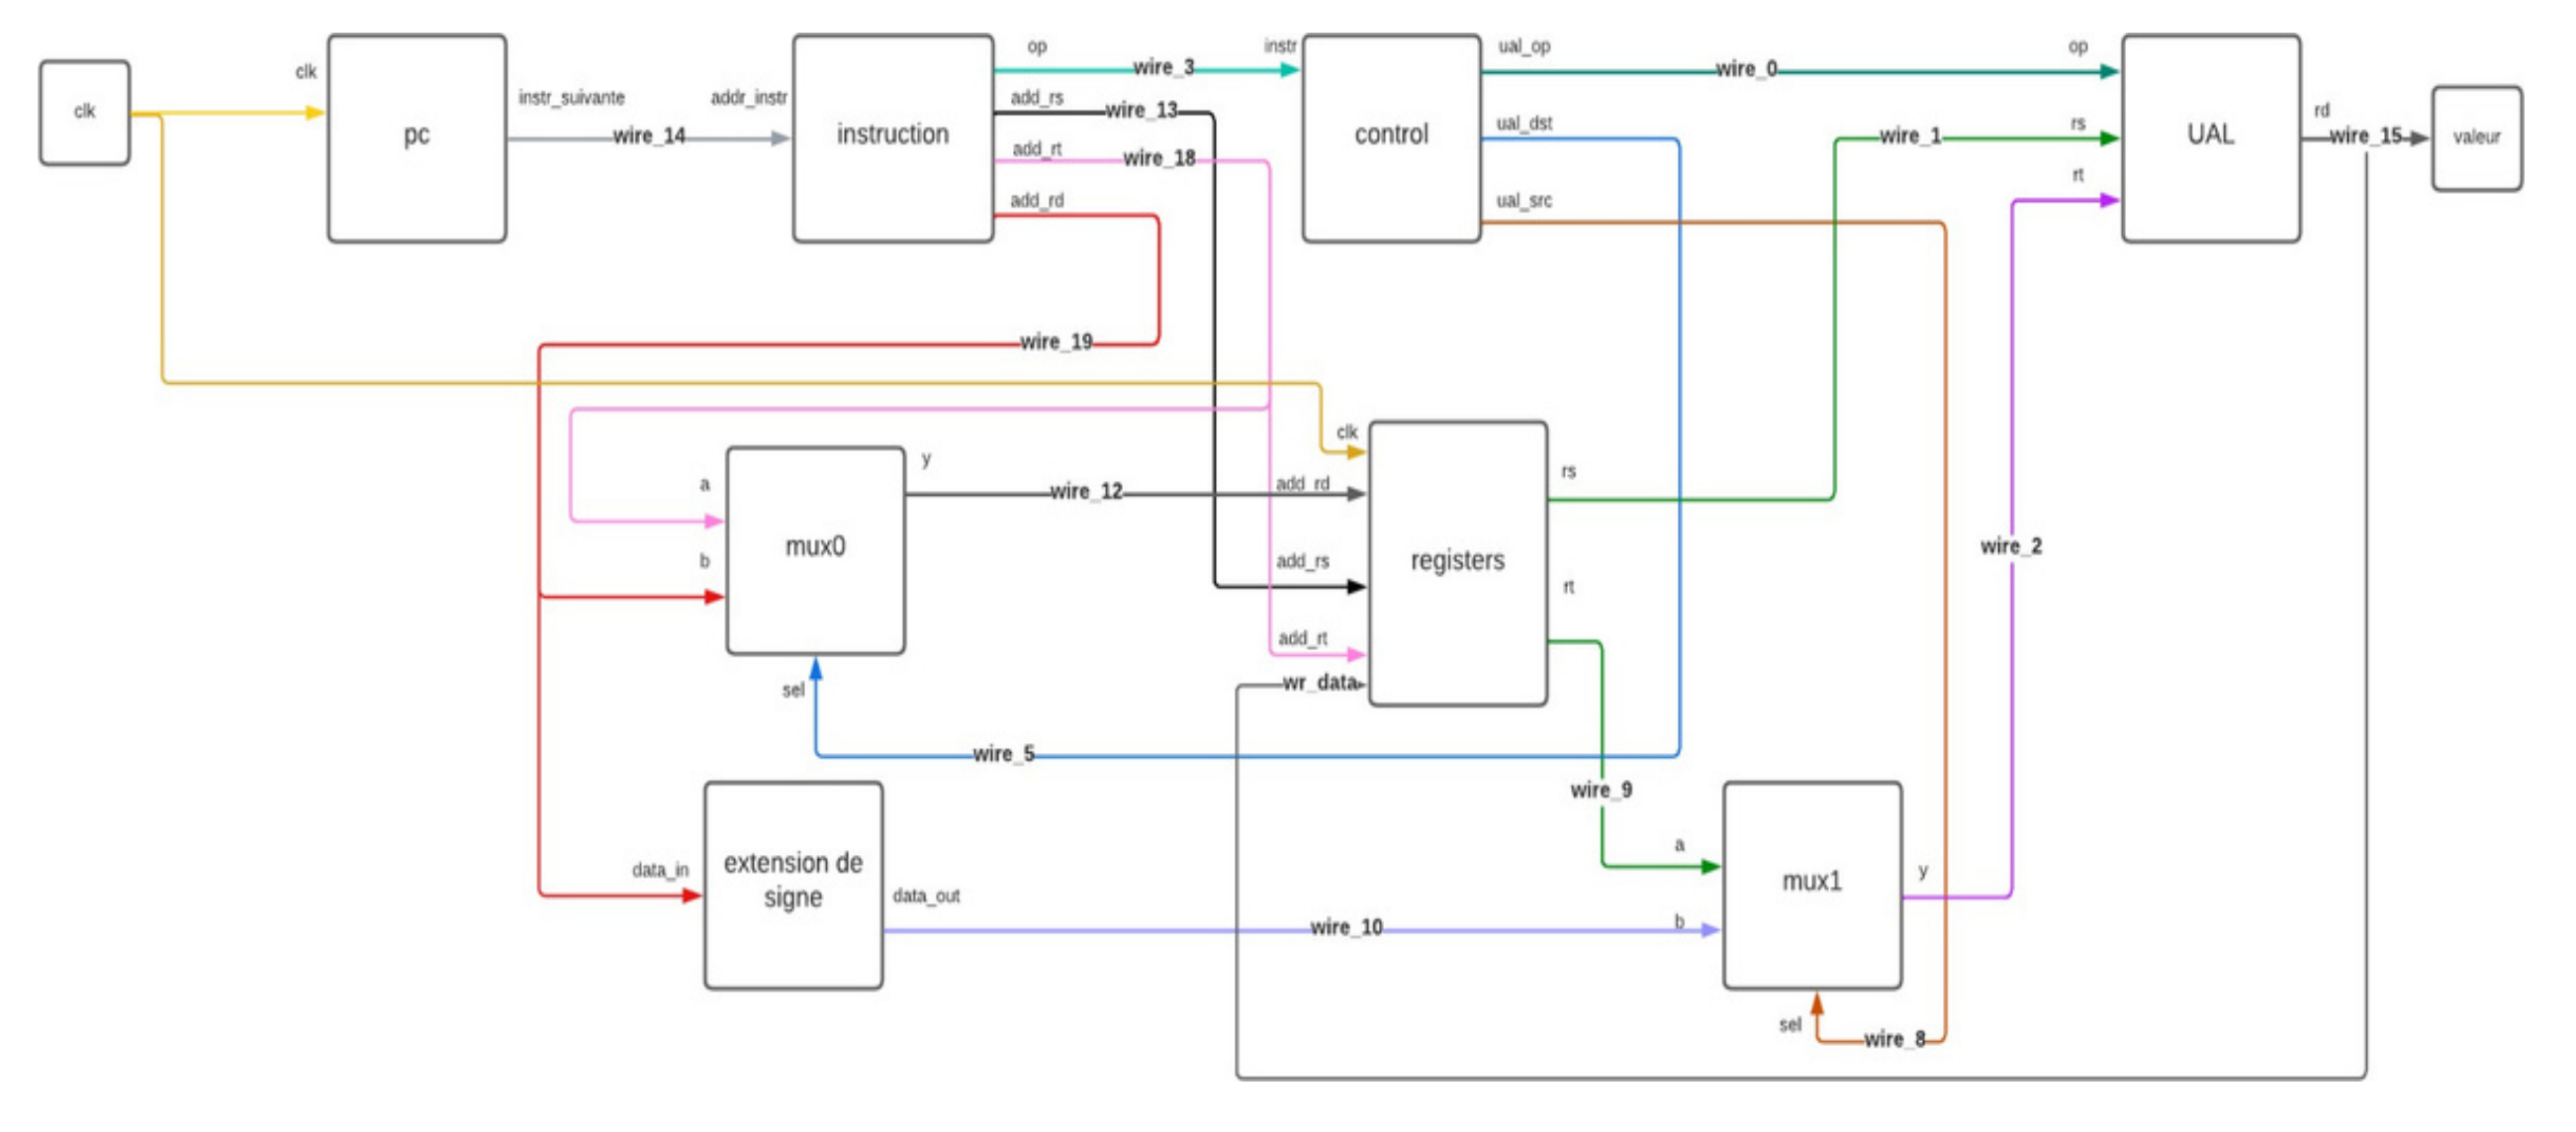 clk
clk
pc
instr_suivante
wire_14
addr_instr
instruction
op
wire_3
instr
add_rs
wire_13
add_rt
wire_18
add_rd
wire_19
control
ual_op
wire_0
op
ual_dst
wire_1
rs
ual_src
rt
UAL
rd
wire_15
valeur
a
b
mux0
y
sel
wire_12
wire_5
clk
add_rd
add_rs
add_rt
wr_data
registers
rs
rt
wire_9
wire_2
data_in
extension de
signe
data_out
wire_10
a
b
mux1
y
sel
wire_8